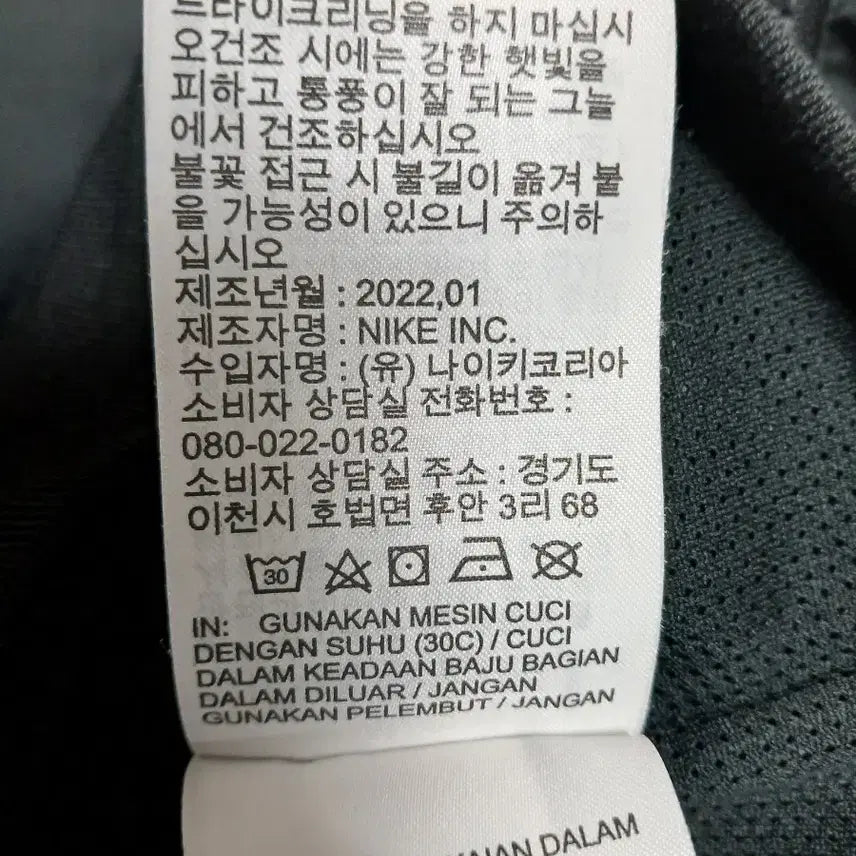 드라이크리닝을 하지 마십시
오건조 시에는 강한 햇빛을
피하고 통풍이 잘 되는 그늘
에서 건조하십시오
불꽃 접근 시 불길이 옮겨 붙
을 가능성이 있으니 주의하
십시오
제조년월 : 2022,01
제조자명 : NIKE INC.
수입자명 : (유) 나이키코리아
소비자 상담실 전화번호 :
080-022-0182
소비자 상담실 주소 : 경기도
이천시 호법면 후안 3리 68
30
IN: GUNAKAN MESIN CUCI
DENGAN SUHU (30C) / CUCI
DALAM KEADAAN BAJU BAGIAN
DALAM DILUAR / JANGAN
GUNAKAN PELEMBUT / JANGAN
DALAM